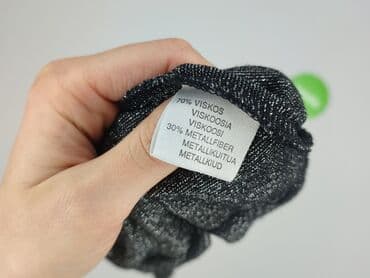 70% VISKOS
VISKOOSIA
VISKOOSI
30% METALLFIBER
METALLIKUITUA
METALLKIUD